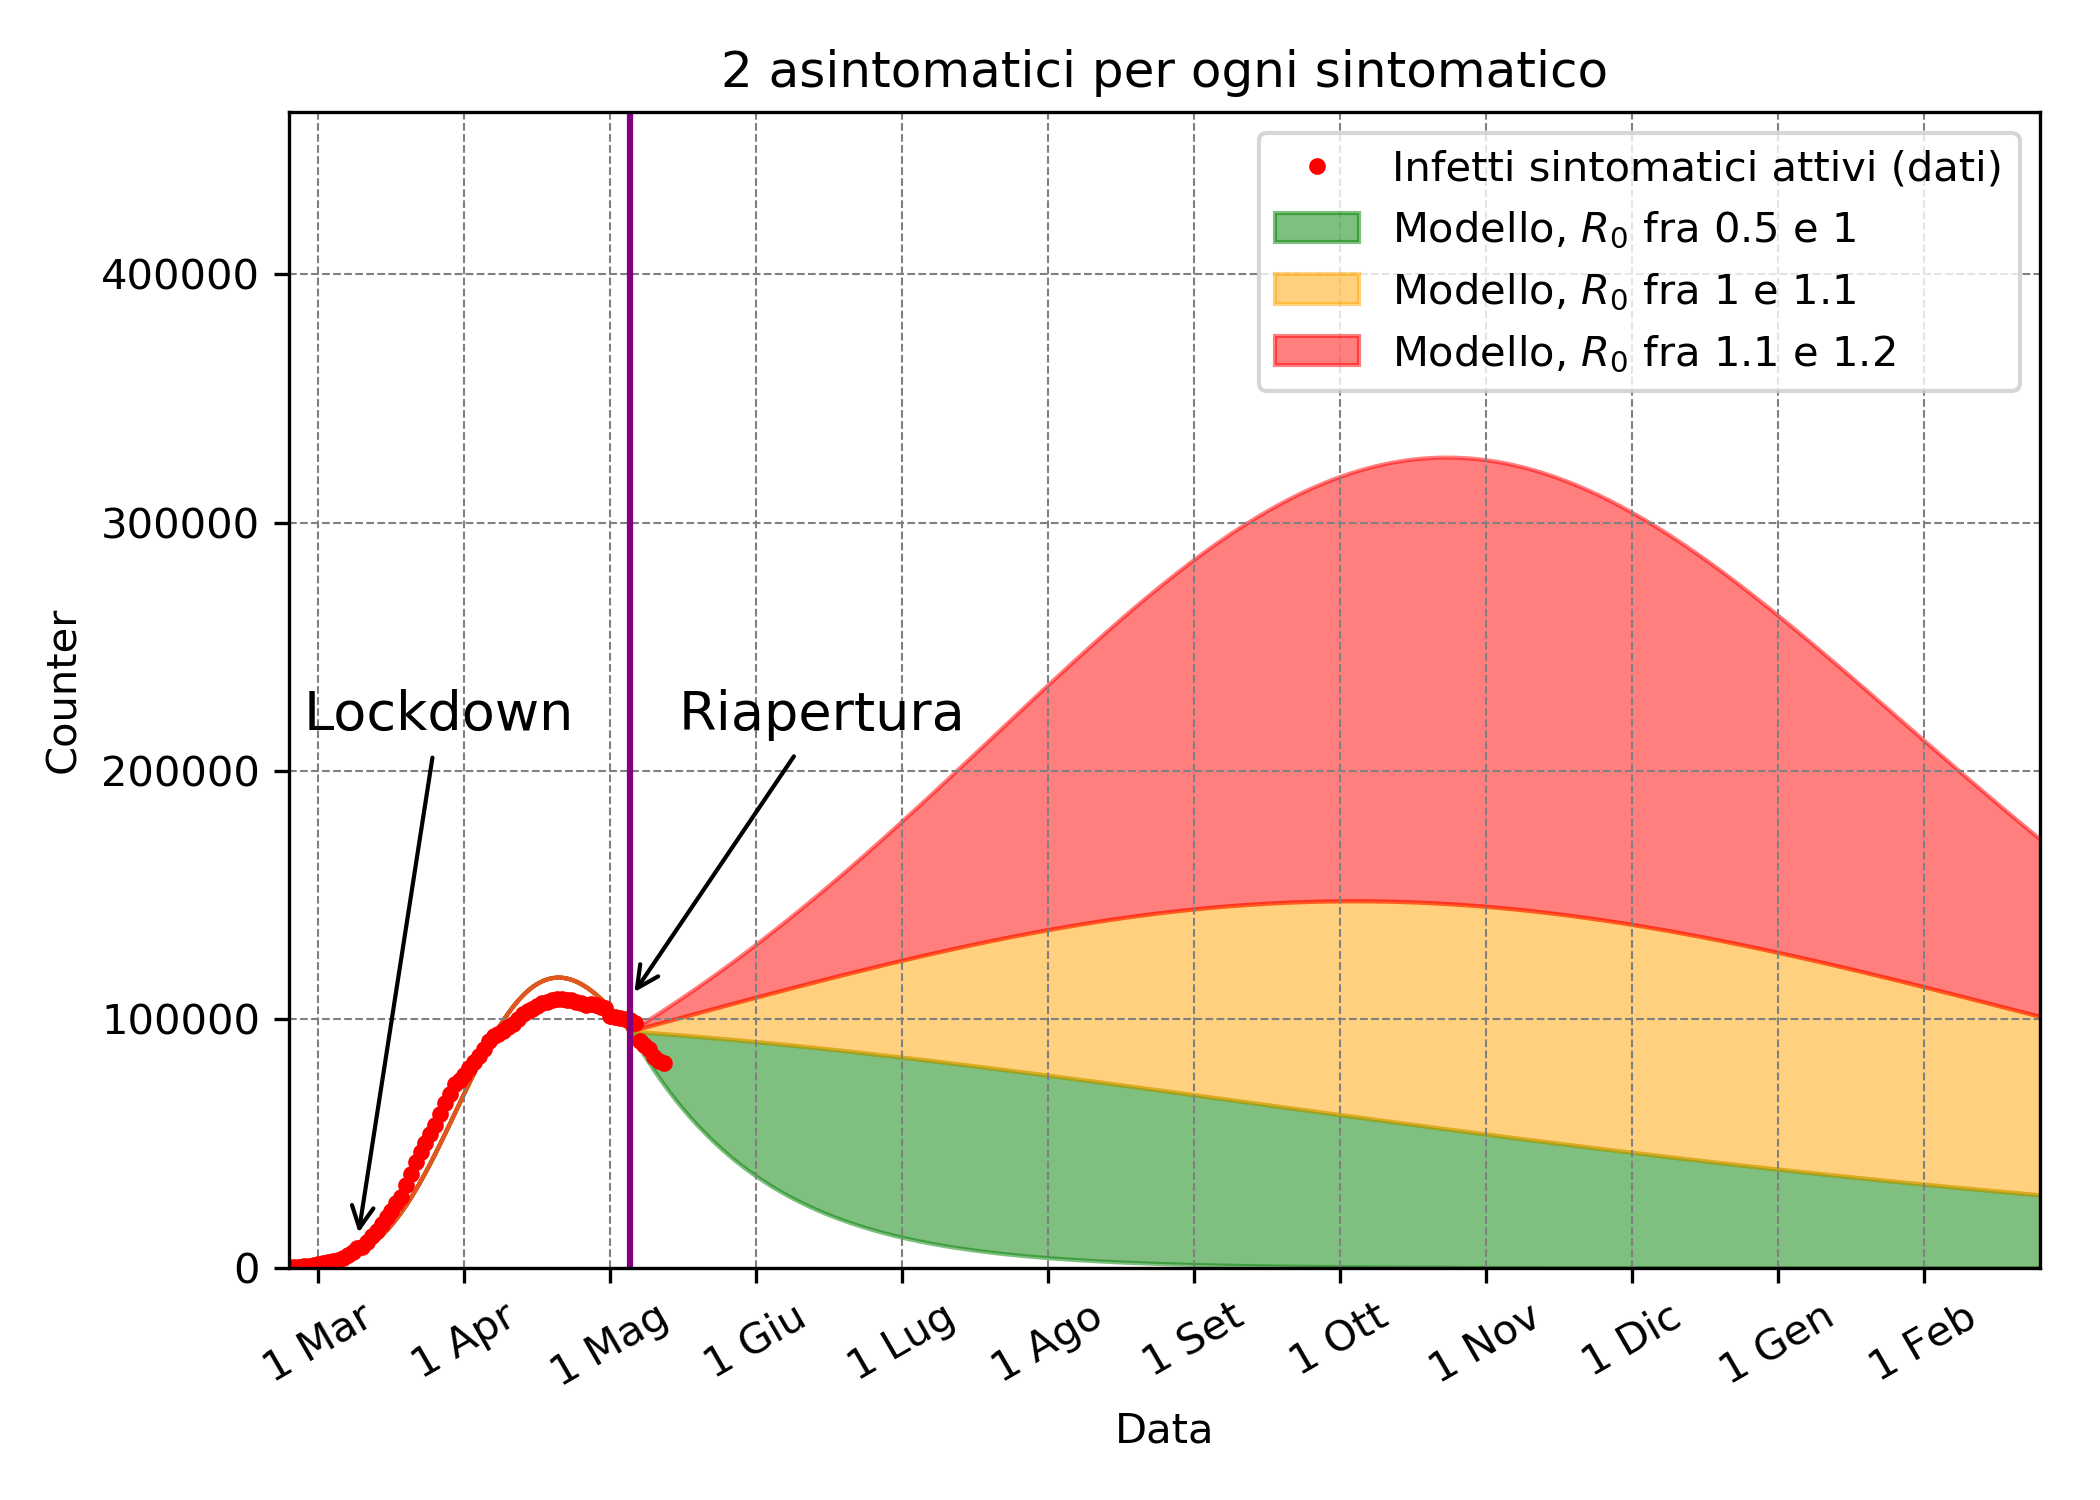 2 asintomatici per ogni sintomatico
Infetti sintomatici attivi (dati)
Modello, R₀ fra 0.5 e 1
Modello, R₀ fra 1 e 1.1
Modello, R₀ fra 1.1 e 1.2
400000
300000
200000
100000
0
Counter
Lockdown
Riapertura
1 Mar
1 Apr
1 Mag
1 Giu
1 Lug
1 Ago
1 Set
1 Ott
1 Nov
1 Dic
1 Gen
1 Feb
Data